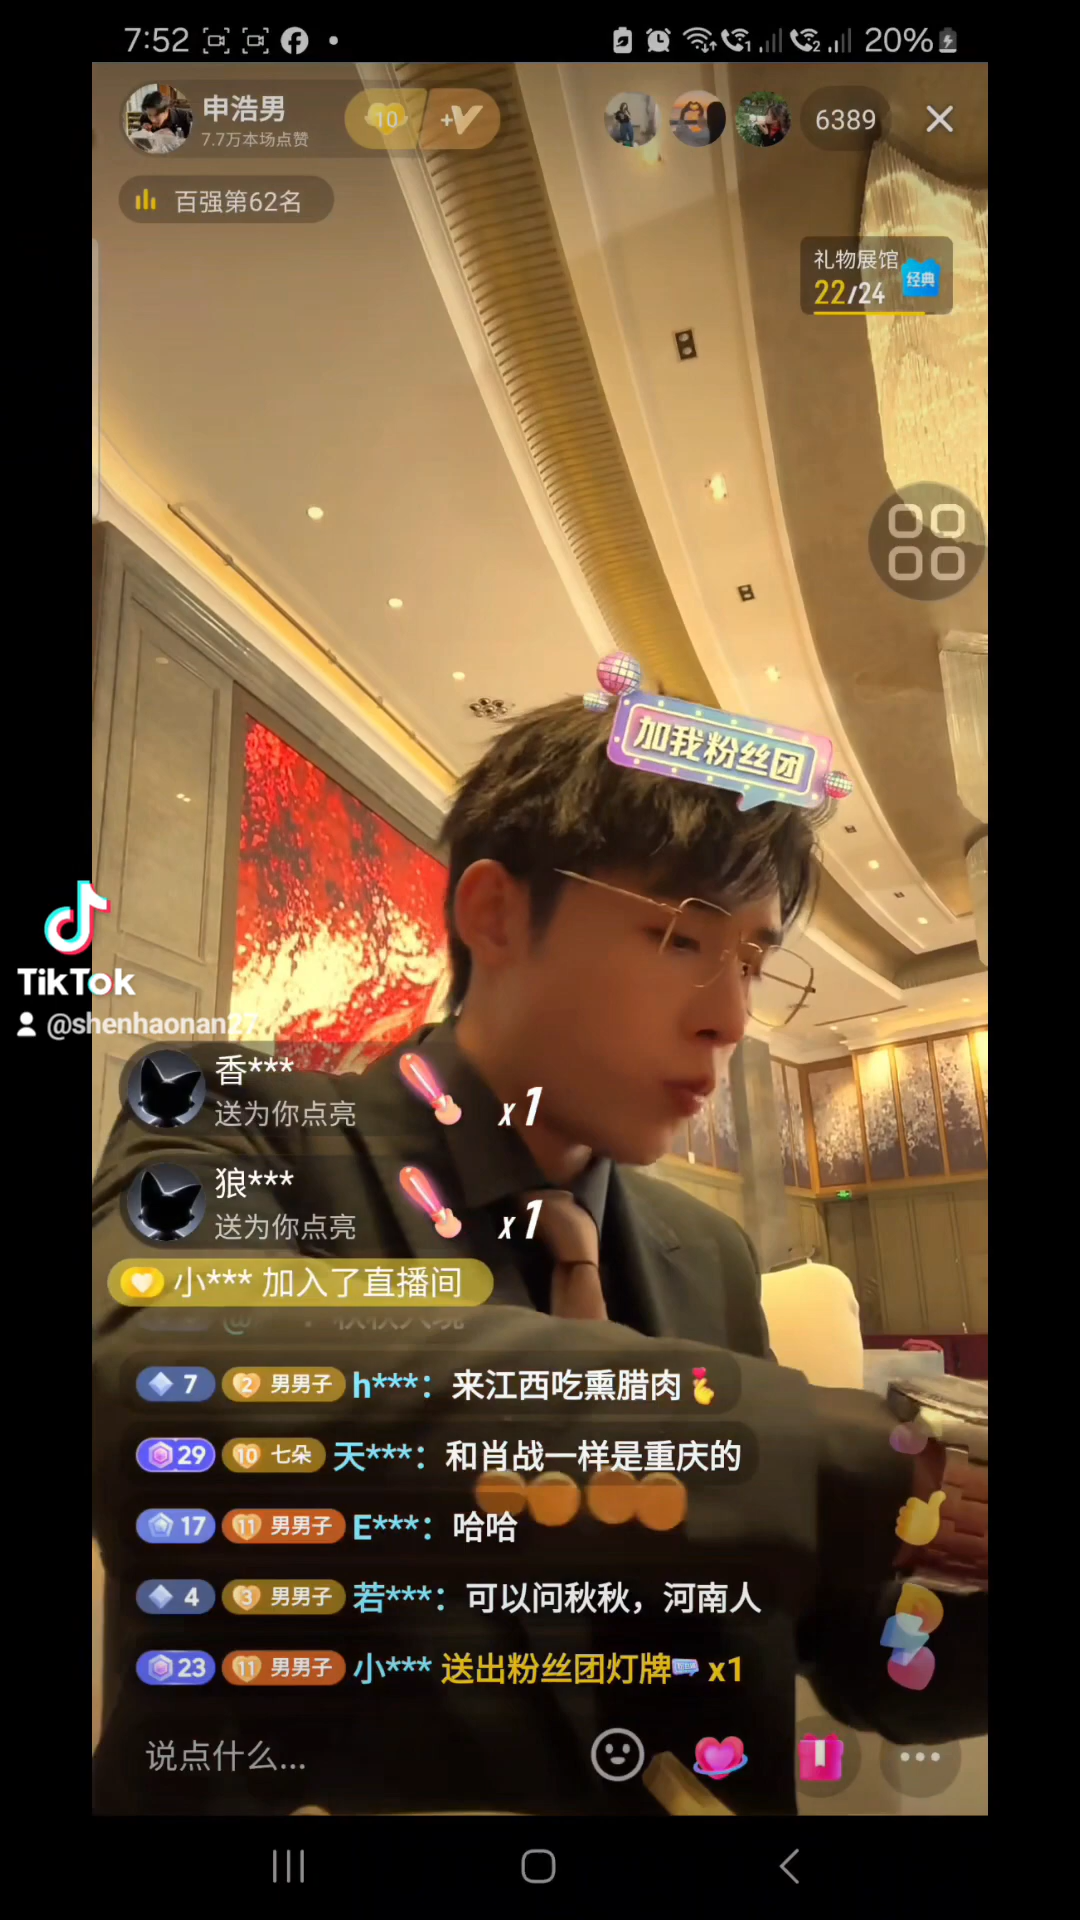 7:52
1
2
20%
申浩男
7.7万本场点赞
10
+V
6389
百强第62名
礼物展馆
22/24
经典
加我粉丝团
TikTok
@shenhaonan27
香***
送为你点亮
x1
狼***
送为你点亮
x1
小*** 加入了直播间
7 2 男男子 h***: 来江西吃熏腊肉
29 10 七朵 天***: 和肖战一样是重庆的
17 11 男男子 E***: 哈哈
4 3 男男子 若***: 可以问秋秋，河南人
23 11 男男子 小*** 送出粉丝团灯牌 x1
说点什么...